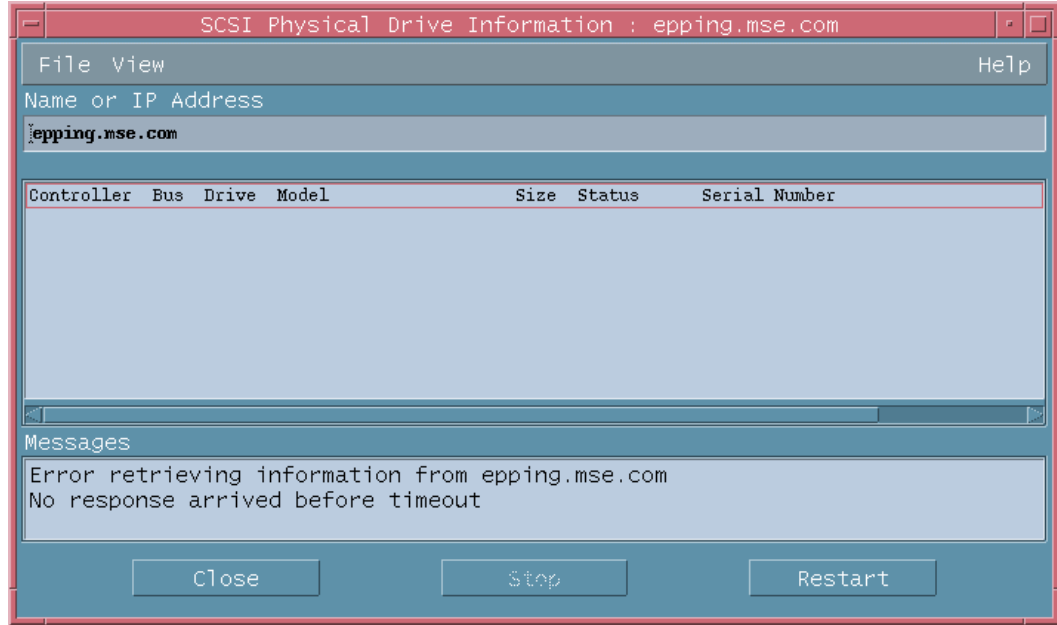 SCSI Physical Drive Information : epping.mse.com
File View Help
Name or IP Address
epping.mse.com
Controller Bus Drive Model Size Status Serial Number
Messages
Error retrieving information from epping.mse.com
No response arrived before timeout
Close Stop Restart